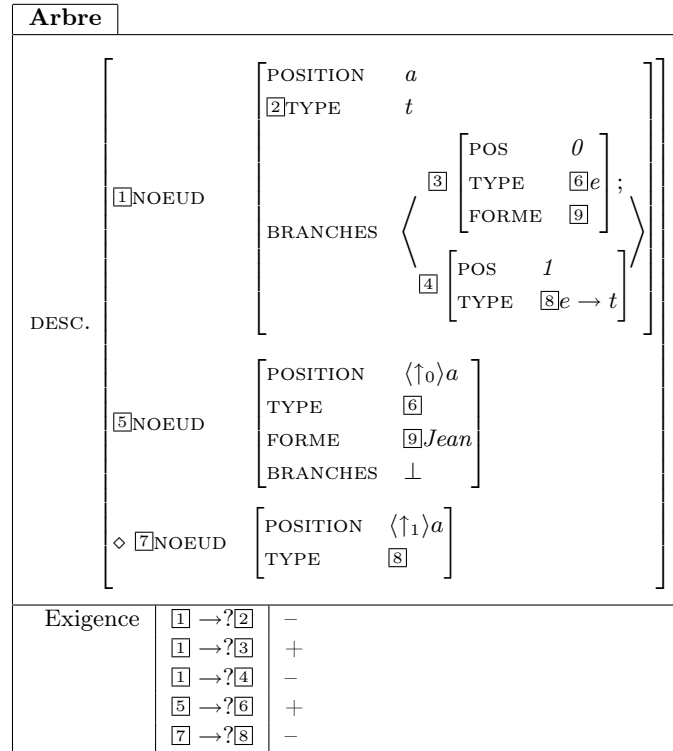 Arbre
POSITION a
[2]TYPE t
[3] POS 0
TYPE [6]e ;
[1]NOEUD
FORME [9]
BRANCHES ⟨ ⟩
[4] POS 1
TYPE [8]e → t
DESC.
POSITION ⟨↑0⟩a
TYPE [6]
[5]NOEUD
FORME [9]Jean
BRANCHES ⊥
⋄ [7]NOEUD POSITION ⟨↑1⟩a
TYPE [8]
Exigence [1] →?[2] –
[1] →?[3] +
[1] →?[4] –
[5] →?[6] +
[7] →?[8] –